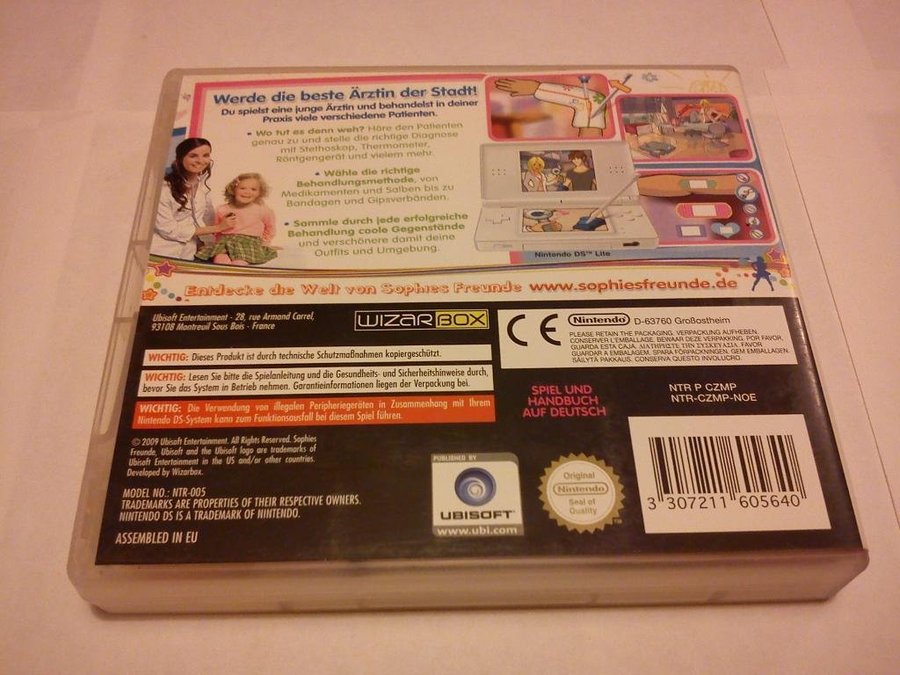 Werde die beste Ärztin der Stadt!
Du spielst eine junge Ärztin und behandelst in deiner
Praxis viele verschiedene Patienten.
• Wo tut es denn weh? Höre den Patienten
genau zu und stelle die richtige Diagnose
mit Stethoskop, Thermometer,
Röntgengerät und vielem mehr.
• Wähle die richtige
Behandlungsmethode, von
Medikamenten und Salben bis zu
Bandagen und Gipsverbänden.
• Sammle durch jede erfolgreiche
Behandlung coole Gegenstände
und verschönere damit deine
Outfits und Umgebung.
Nintendo DS™ Lite
Entdecke die Welt von Sophies Freunde www.sophiesfreunde.de
Ubisoft Entertainment - 28, rue Armand Carrel,
93108 Montreuil Sous Bois - France
WIZARBOX
CE
Nintendo D-63760 Großostheim
PLEASE RETAIN THE PACKAGING. VERPACKUNG AUFHEBEN.
CONSERVER L'EMBALLAGE. BEWAAR DEZE VERPAKKING. POR FAVOR
GUARDA ESTA CAJA. ΔΙΑΤΗΡΕΙΤΕ ΤΗΝ ΣΥΣΚΕΥΑΣΙΑ. FAVOR
GUARDAR A EMBALAGEM. SPARA FÖRPACKNINGEN. GEM EMBALLAGEN.
SÄILYTÄ PAKKAUS. CONSERVA QUESTO INVOLUCRO.
WICHTIG: Dieses Produkt ist durch technische Schutzmaßnahmen kopiergeschützt.
WICHTIG: Lesen Sie bitte die Spielanleitung und die Gesundheits- und Sicherheitshinweise durch,
bevor Sie das System in Betrieb nehmen. Garantieinformationen liegen der Verpackung bei.
WICHTIG: Die Verwendung von illegalen Peripheriegeräten in Zusammenhang mit Ihrem
Nintendo DS-System kann zum Funktionsausfall bei diesem Spiel führen.
SPIEL UND
HANDBUCH
AUF DEUTSCH
NTR P CZMP
NTR-CZMP-NOE
© 2009 Ubisoft Entertainment. All Rights Reserved. Sophies
Freunde, Ubisoft and the Ubisoft logo are trademarks of
Ubisoft Entertainment in the US and/or other countries.
Developed by Wizarbox.
MODEL NO.: NTR-005
TRADEMARKS ARE PROPERTIES OF THEIR RESPECTIVE OWNERS.
NINTENDO DS IS A TRADEMARK OF NINTENDO.
ASSEMBLED IN EU
PUBLISHED BY
UBISOFT
www.ubi.com
Original
Nintendo
Seal of
Quality
3 307211 605640